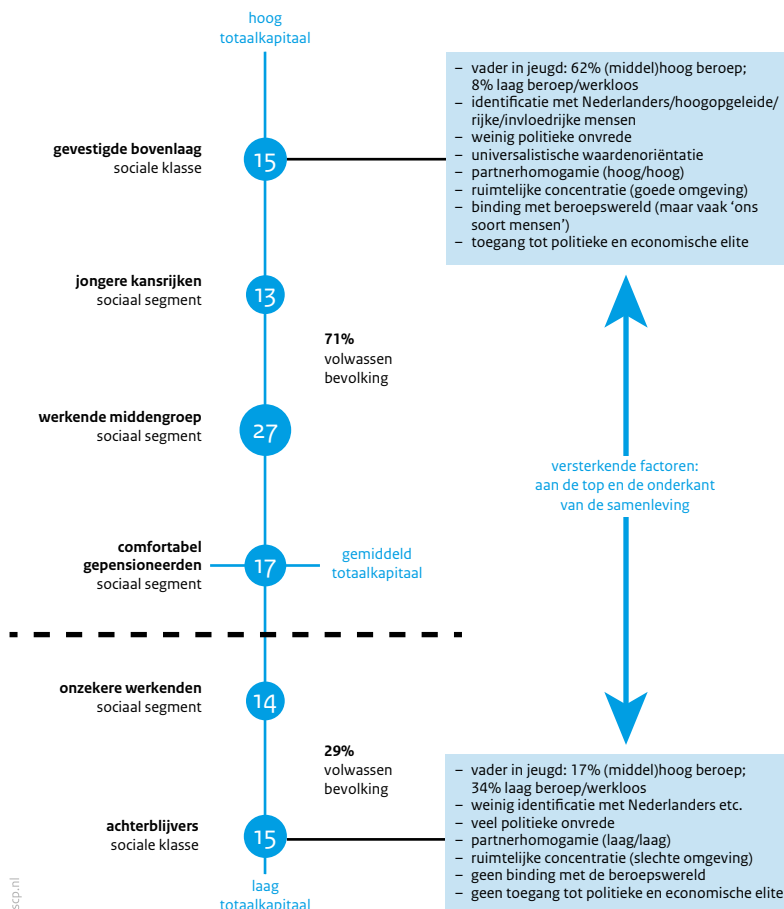 hoog
totaalkapitaal
– vader in jeugd: 62% (middel)hoog beroep;
8% laag beroep/werkloos
– identificatie met Nederlanders/hoogopgeleide/
rijke/invloedrijke mensen
– weinig politieke onvrede
– universalistische waardenoriëntatie
– partnerhomogamie (hoog/hoog)
– ruimtelijke concentratie (goede omgeving)
– binding met beroepswereld (maar vaak ‘ons
soort mensen’)
– toegang tot politieke en economische elite
gevestigde bovenlaag
sociale klasse
15
jongere kansrijken
sociaal segment
13
71%
volwassen
bevolking
werkende middengroep
sociaal segment
27
versterkende factoren:
aan de top en de onderkant
van de samenleving
comfortabel
gepensioneerden
sociaal segment
17
gemiddeld
totaalkapitaal
onzekere werkenden
sociaal segment
14
29%
volwassen
bevolking
– vader in jeugd: 17% (middel)hoog beroep;
34% laag beroep/werkloos
– weinig identificatie met Nederlanders etc.
– veel politieke onvrede
– partnerhomogamie (laag/laag)
– ruimtelijke concentratie (slechte omgeving)
– geen binding met de beroepswereld
– geen toegang tot politieke en economische elite
achterblijvers
sociale klasse
15
laag
totaalkapitaal
scp.nl